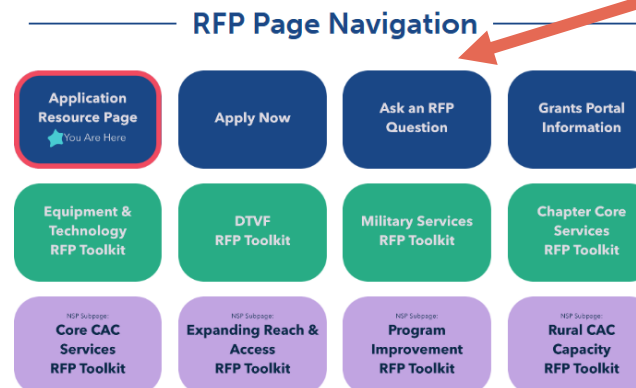 RFP Page Navigation
Application
Resource Page
You Are Here
Apply Now
Ask an RFP
Question
Grants Portal
Information
Equipment &
Technology
RFP Toolkit
DTVF
RFP Toolkit
Military Services
RFP Toolkit
Chapter Core
Services
RFP Toolkit
NSP Subpage:
Core CAC
Services
RFP Toolkit
NSP Subpage:
Expanding Reach &
Access
RFP Toolkit
NSP Subpage:
Program
Improvement
RFP Toolkit
NSP Subpage:
Rural CAC
Capacity
RFP Toolkit